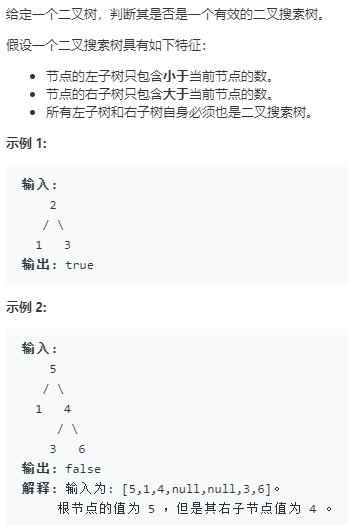 给定一个二叉树，判断其是否是一个有效的二叉搜索树。
假设一个二叉搜索树具有如下特征：
• 节点的左子树只包含小于当前节点的数。
• 节点的右子树只包含大于当前节点的数。
• 所有左子树和右子树自身必须也是二叉搜索树。
示例 1:
输入:
2
/ \
1 3
输出: true
示例 2:
输入:
5
/ \
1 4
/ \
3 6
输出: false
解释: 输入为: [5,1,4,null,null,3,6]。
根节点的值为 5 ，但是其右子节点值为 4 。